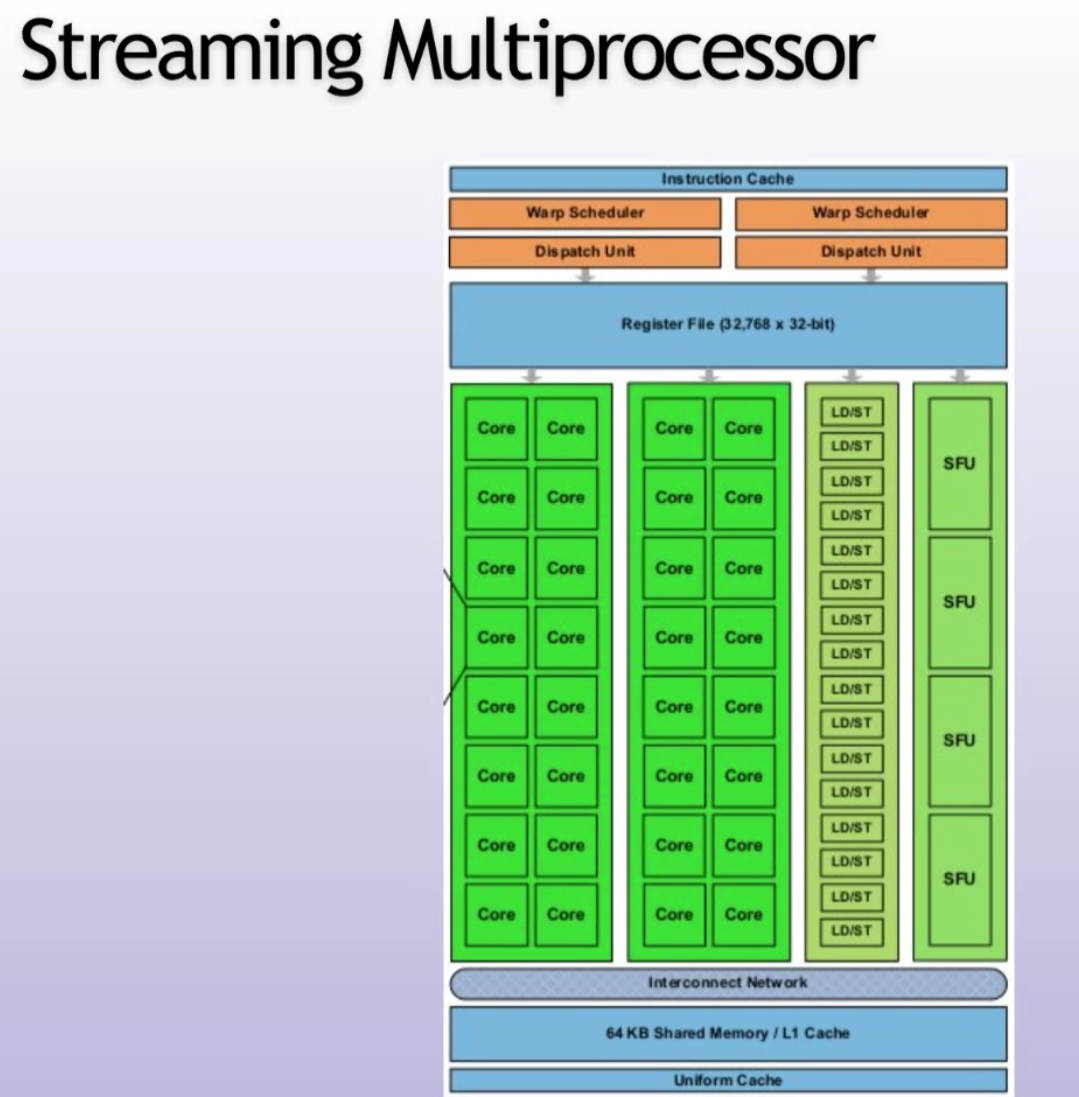 Streaming Multiprocessor
Instruction Cache
Warp Scheduler Warp Scheduler
Dispatch Unit Dispatch Unit
Register File (32,768 x 32-bit)
Core Core Core Core LD/ST
LD/ST
SFU
Core Core Core Core LD/ST
LD/ST
Core Core Core Core LD/ST
LD/ST
SFU
Core Core Core Core LD/ST
LD/ST
Core Core Core Core LD/ST
LD/ST
SFU
Core Core Core Core LD/ST
LD/ST
Core Core Core Core LD/ST
LD/ST
SFU
Core Core Core Core LD/ST
LD/ST
Interconnect Network
64 KB Shared Memory / L1 Cache
Uniform Cache